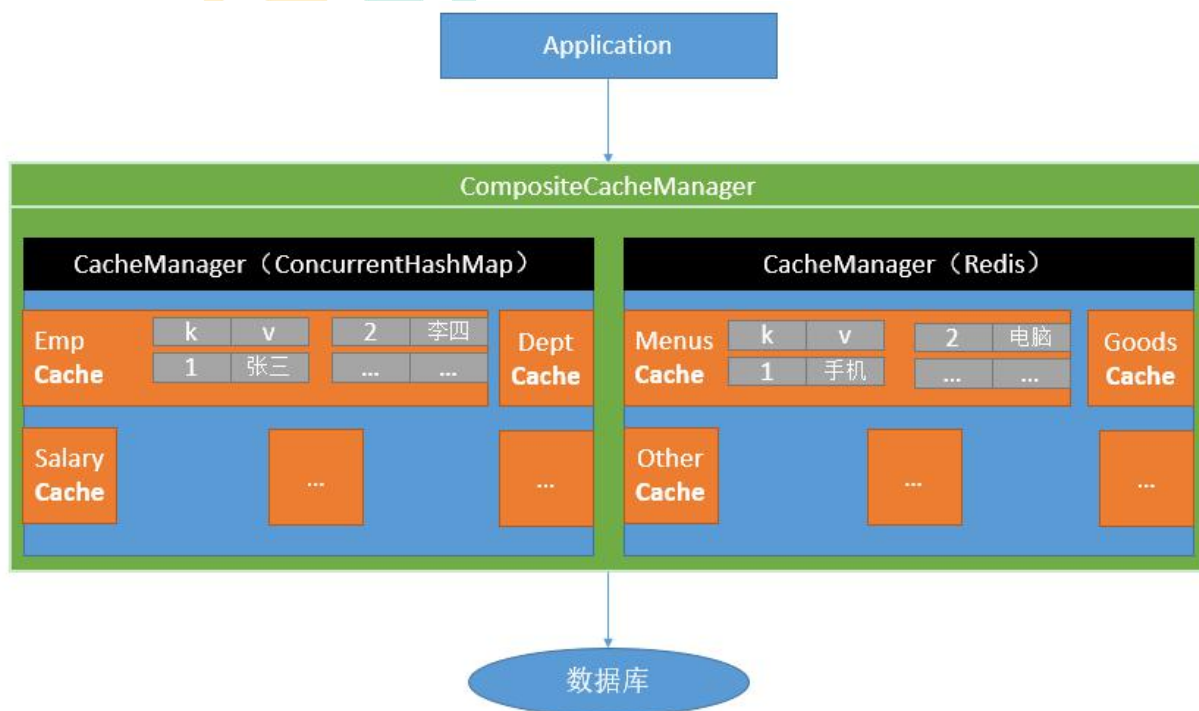 Application
CompositeCacheManager
CacheManager（ConcurrentHashMap）
Emp
Cache
k v
1 张三
2 李四
... ...
Dept
Cache
Salary
Cache
...
...
CacheManager（Redis）
Menus
Cache
k v
1 手机
2 电脑
... ...
Goods
Cache
Other
Cache
...
...
数据库